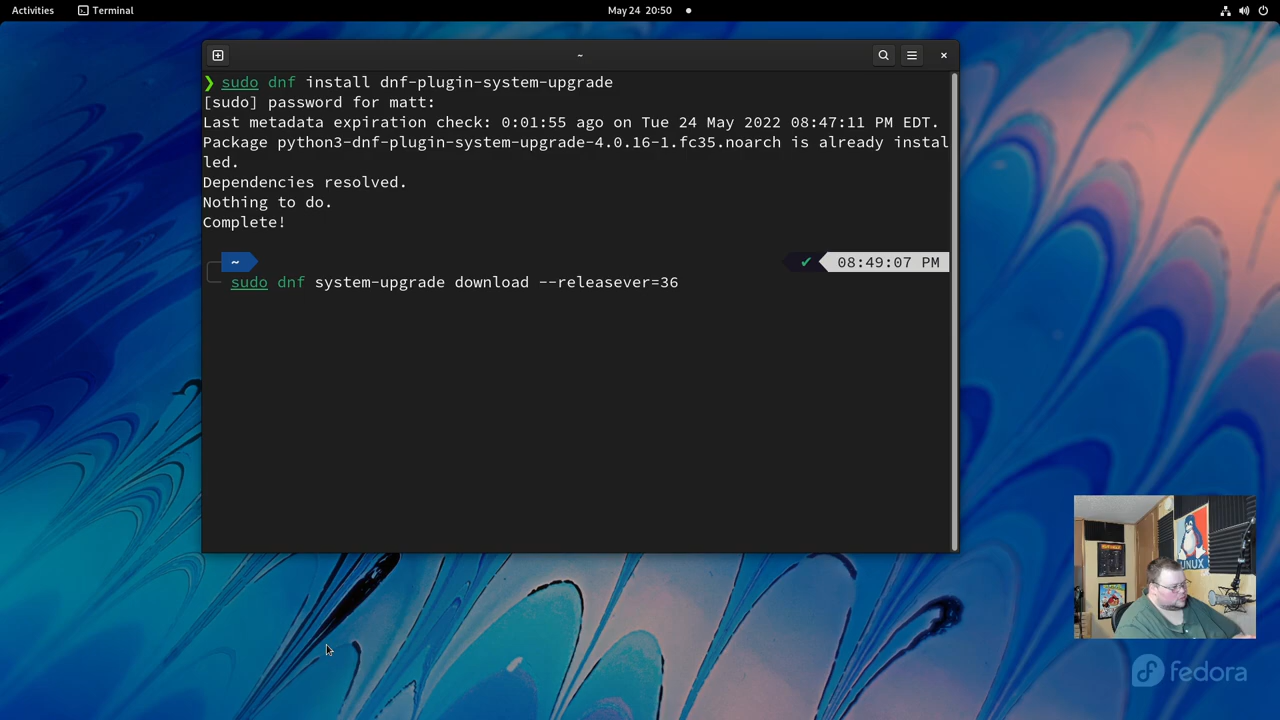 Activities
Terminal
May 24 20:50
~
❯ sudo dnf install dnf-plugin-system-upgrade
[sudo] password for matt:
Last metadata expiration check: 0:01:55 ago on Tue 24 May 2022 08:47:11 PM EDT.
Package python3-dnf-plugin-system-upgrade-4.0.16-1.fc35.noarch is already instal
led.
Dependencies resolved.
Nothing to do.
Complete!
~ ✔ 08:49:07 PM
sudo dnf system-upgrade download --releasever=36
fedora